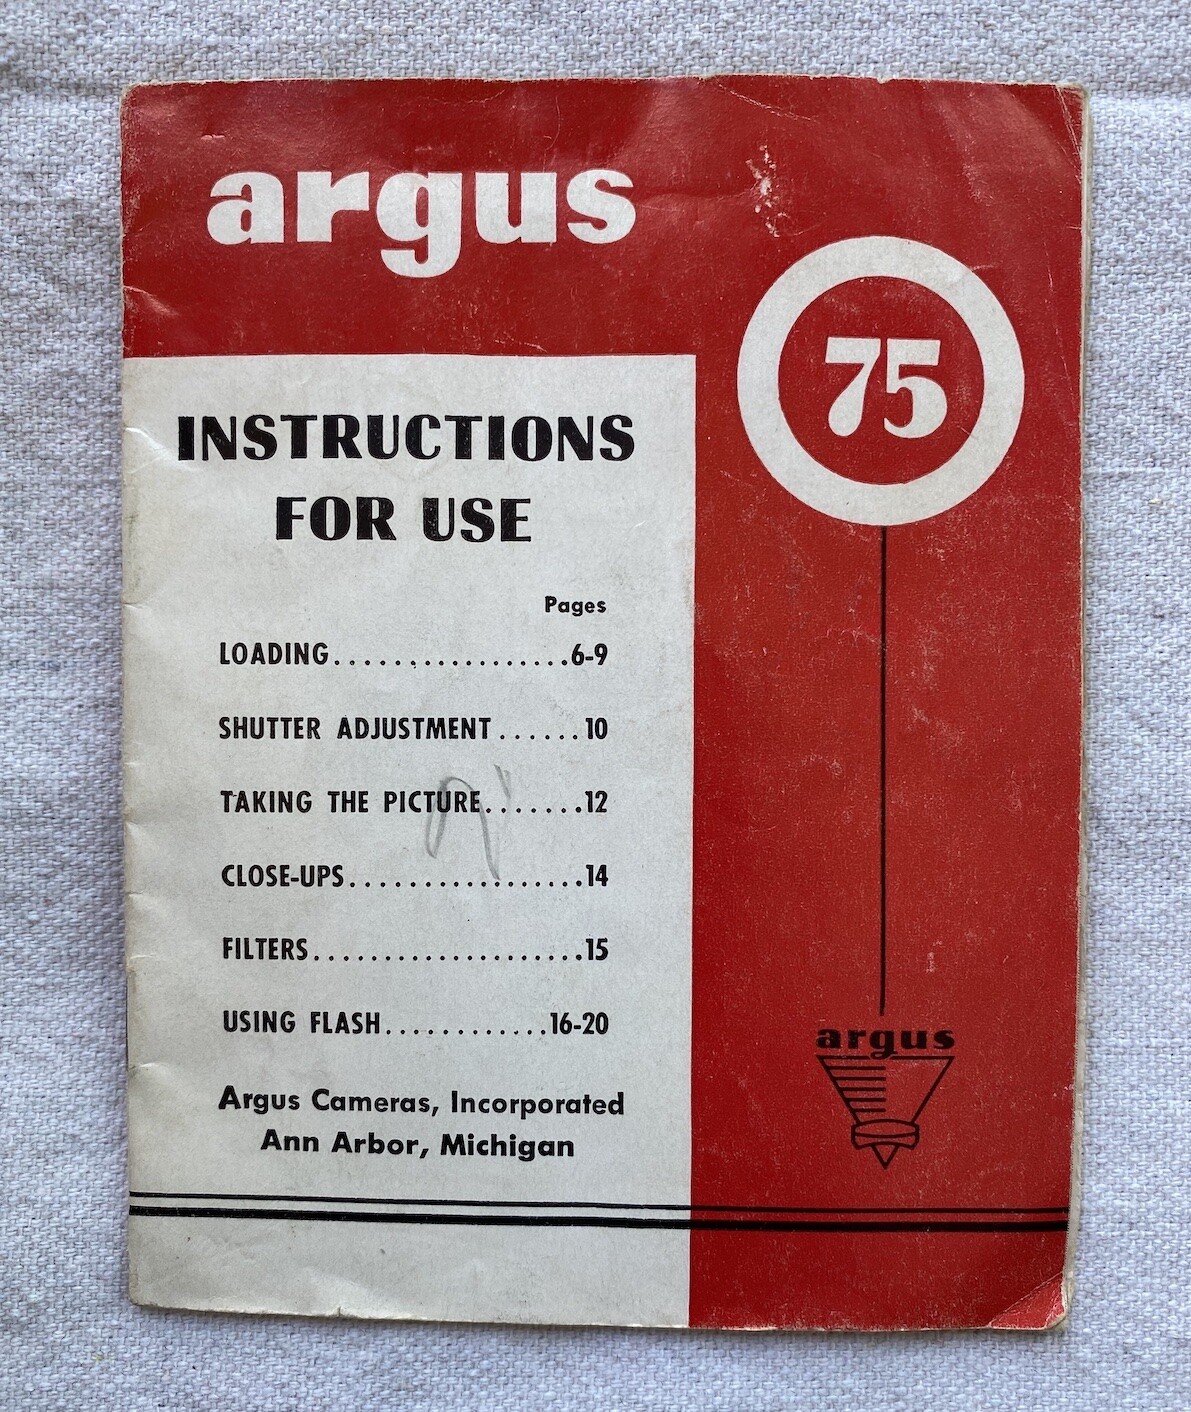 argus
75
INSTRUCTIONS
FOR USE
Pages
LOADING.................6-9
SHUTTER ADJUSTMENT......10
TAKING THE PICTURE.......12
CLOSE-UPS................14
FILTERS...................15
USING FLASH............16-20
Argus Cameras, Incorporated
Ann Arbor, Michigan
argus